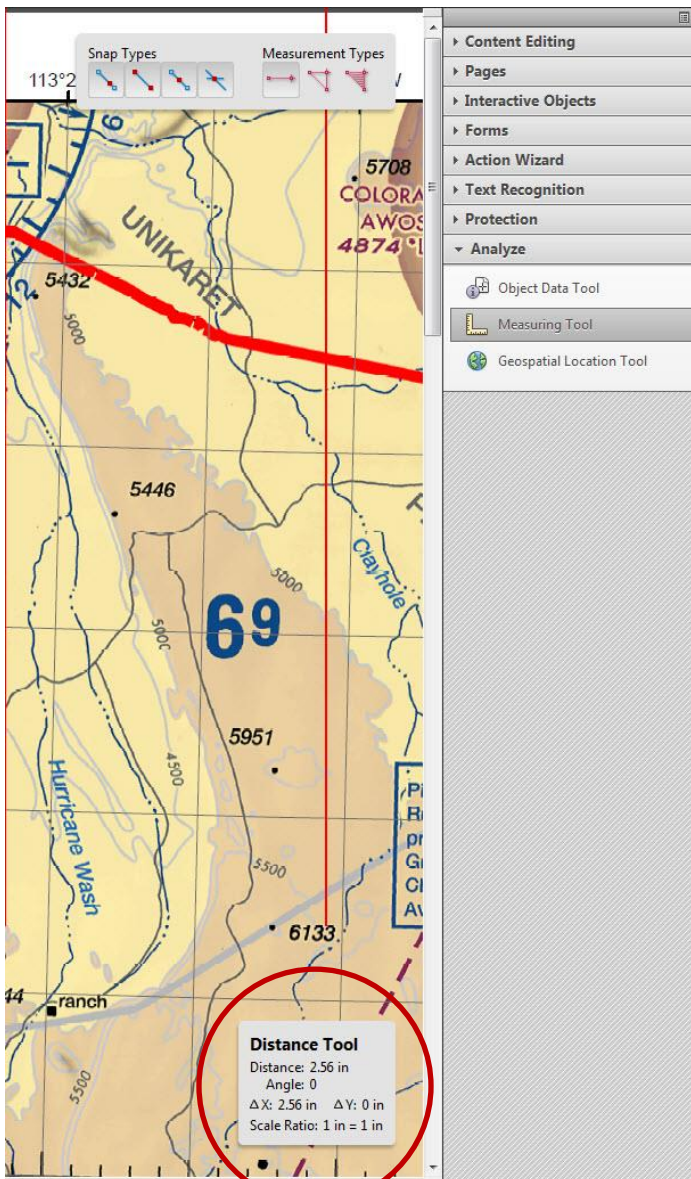 Snap Types
Measurement Types
113°2
Content Editing
Pages
Interactive Objects
Forms
Action Wizard
Text Recognition
Protection
Analyze
Object Data Tool
Measuring Tool
Geospatial Location Tool
5708
COLORA
AWOS
4874
UNIKARET
5432
12
5000
5446
5000
Clayhole
69
5000
5951
4500
Hurricane Wash
5500
6133
44
ranch
5500
Distance Tool
Distance: 2.56 in
Angle: 0
Δ X: 2.56 in Δ Y: 0 in
Scale Ratio: 1 in = 1 in